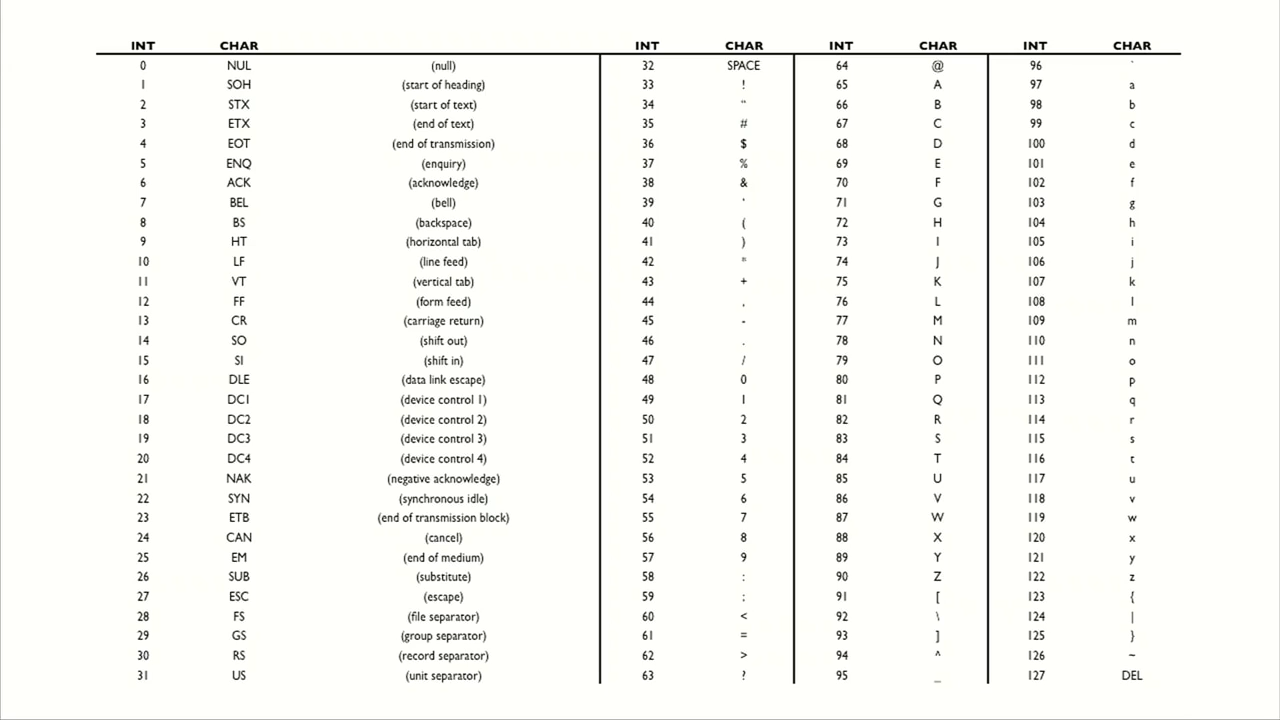 INT CHAR INT CHAR INT CHAR INT CHAR
0 NUL (null) 32 SPACE 64 @ 96 `
1 SOH (start of heading) 33 ! 65 A 97 a
2 STX (start of text) 34 " 66 B 98 b
3 ETX (end of text) 35 # 67 C 99 c
4 EOT (end of transmission) 36 $ 68 D 100 d
5 ENQ (enquiry) 37 % 69 E 101 e
6 ACK (acknowledge) 38 & 70 F 102 f
7 BEL (bell) 39 ' 71 G 103 g
8 BS (backspace) 40 ( 72 H 104 h
9 HT (horizontal tab) 41 ) 73 I 105 i
10 LF (line feed) 42 * 74 J 106 j
11 VT (vertical tab) 43 + 75 K 107 k
12 FF (form feed) 44 , 76 L 108 l
13 CR (carriage return) 45 - 77 M 109 m
14 SO (shift out) 46 . 78 N 110 n
15 SI (shift in) 47 / 79 O 111 o
16 DLE (data link escape) 48 0 80 P 112 p
17 DC1 (device control 1) 49 1 81 Q 113 q
18 DC2 (device control 2) 50 2 82 R 114 r
19 DC3 (device control 3) 51 3 83 S 115 s
20 DC4 (device control 4) 52 4 84 T 116 t
21 NAK (negative acknowledge) 53 5 85 U 117 u
22 SYN (synchronous idle) 54 6 86 V 118 v
23 ETB (end of transmission block) 55 7 87 W 119 w
24 CAN (cancel) 56 8 88 X 120 x
25 EM (end of medium) 57 9 89 Y 121 y
26 SUB (substitute) 58 : 90 Z 122 z
27 ESC (escape) 59 ; 91 [ 123 {
28 FS (file separator) 60 < 92 \ 124 |
29 GS (group separator) 61 = 93 ] 125 }
30 RS (record separator) 62 > 94 ^ 126 ~
31 US (unit separator) 63 ? 95 _ 127 DEL